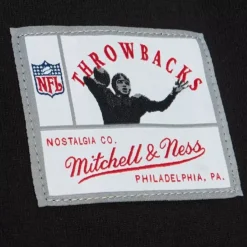 THROWBACKS
NFL
NOSTALGIA CO.
Mitchell & Ness
PHILADELPHIA, PA.